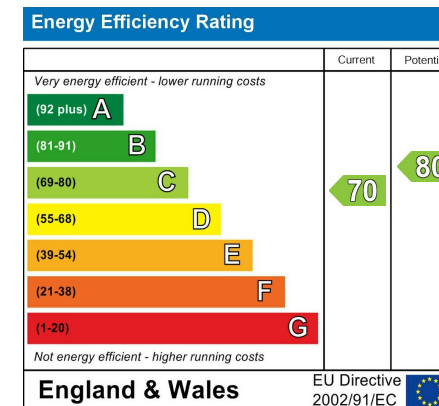 Energy Efficiency Rating
Current Potenti
Very energy efficient - lower running costs
(92 plus) A
(81-91) B
(69-80) C
(55-68) D
(39-54) E
(21-38) F
(1-20) G
70
80
Not energy efficient - higher running costs
England & Wales
EU Directive
2002/91/EC